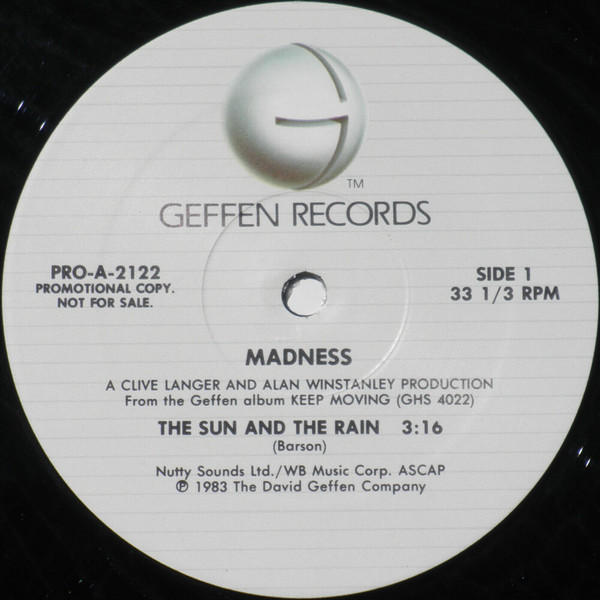 TM
GEFFEN RECORDS
PRO-A-2122
PROMOTIONAL COPY.
NOT FOR SALE.
SIDE 1
33 1/3 RPM
MADNESS
A CLIVE LANGER AND ALAN WINSTANLEY PRODUCTION
From the Geffen album KEEP MOVING (GHS 4022)
THE SUN AND THE RAIN 3:16
(Barson)
Nutty Sounds Ltd./WB Music Corp. ASCAP
℗ 1983 The David Geffen Company